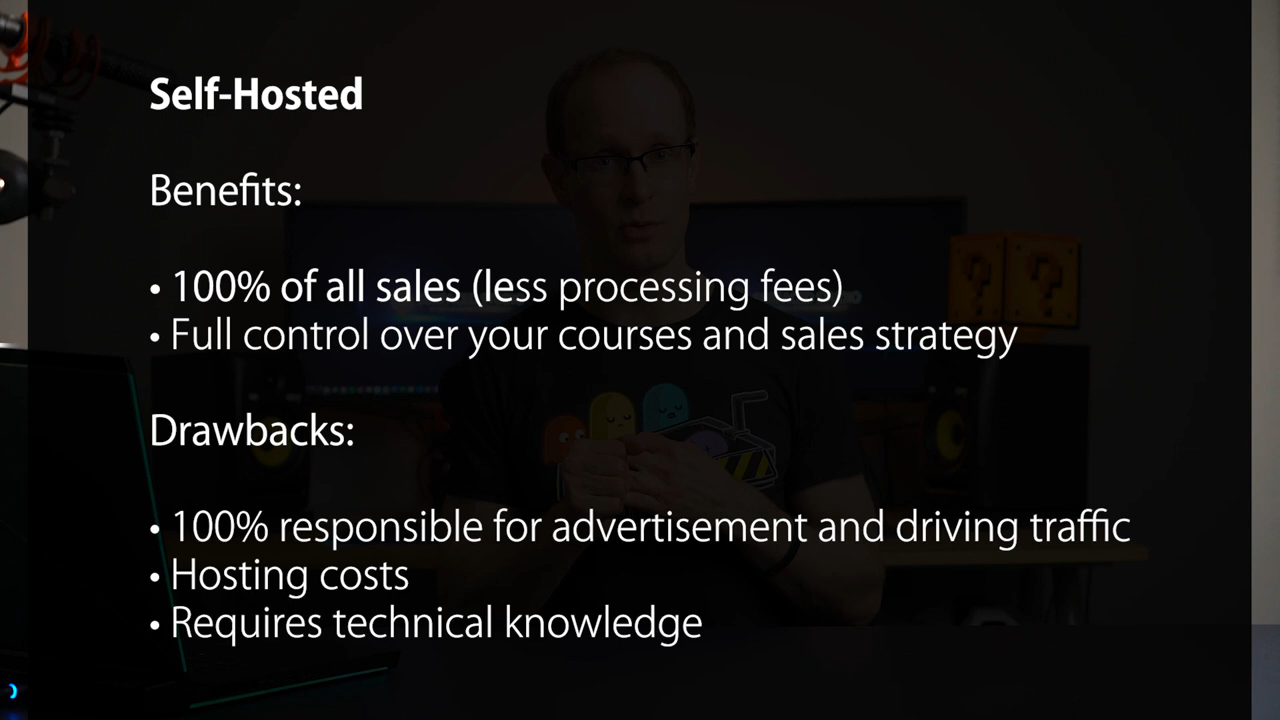 Self-Hosted
Benefits:
• 100% of all sales (less processing fees)
• Full control over your courses and sales strategy
Drawbacks:
• 100% responsible for advertisement and driving traffic
• Hosting costs
• Requires technical knowledge